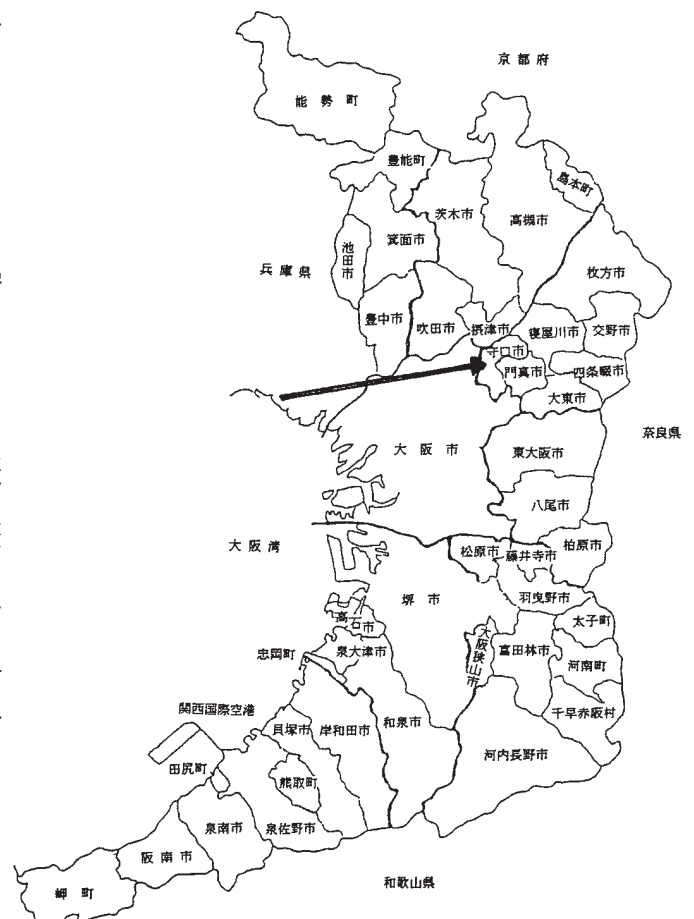 京都府
能勢町
豊能町
島本町
茨木市
高槻市
箕面市
池田市
兵庫県
枚方市
豊中市
吹田市
摂津市
寝屋川市
交野市
守口市
門真市
四条畷市
大東市
奈良県
大阪市
東大阪市
八尾市
大阪湾
松原市
藤井寺市
柏原市
堺市
羽曳野市
高石市
太子町
大阪狭山市
富田林市
忠岡町
泉大津市
河南町
関西国際空港
貝塚市
岸和田市
和泉市
千早赤阪村
河内長野市
田尻町
熊取町
泉南市
泉佐野市
阪南市
岬町
和歌山県